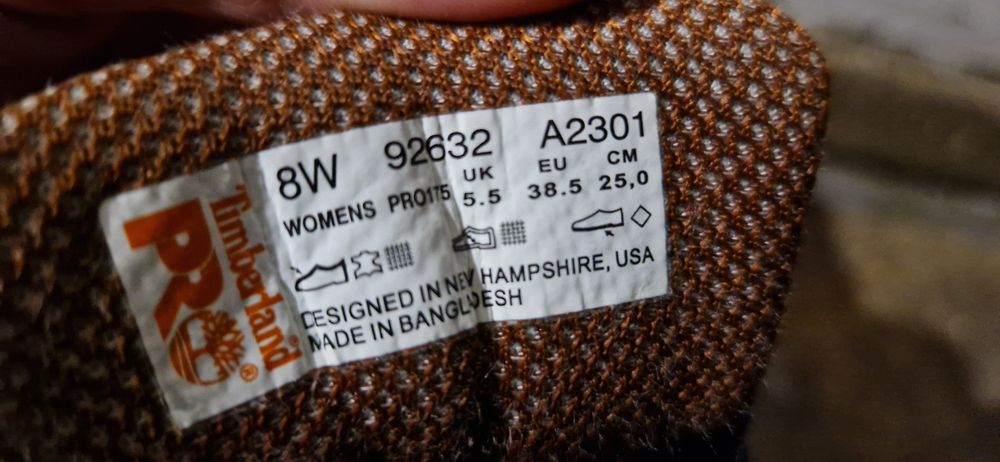 Timberland®
PRO
8W 92632 A2301
UK EU CM
WOMENS PRO175 5.5 38.5 25,0
DESIGNED IN NEW HAMPSHIRE, USA
MADE IN BANGLADESH